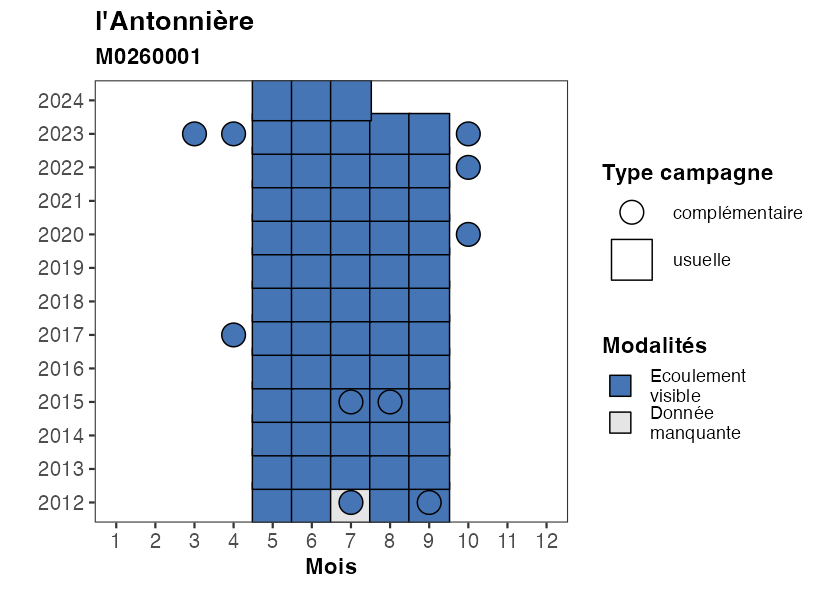 l'Antonnière
M0260001
2024
2023
2022
2021
2020
2019
2018
2017
2016
2015
2014
2013
2012
1 2 3 4 5 6 7 8 9 10 11 12
Mois
Type campagne
complémentaire
usuelle
Modalités
Ecoulement
visible
Donnée
manquante